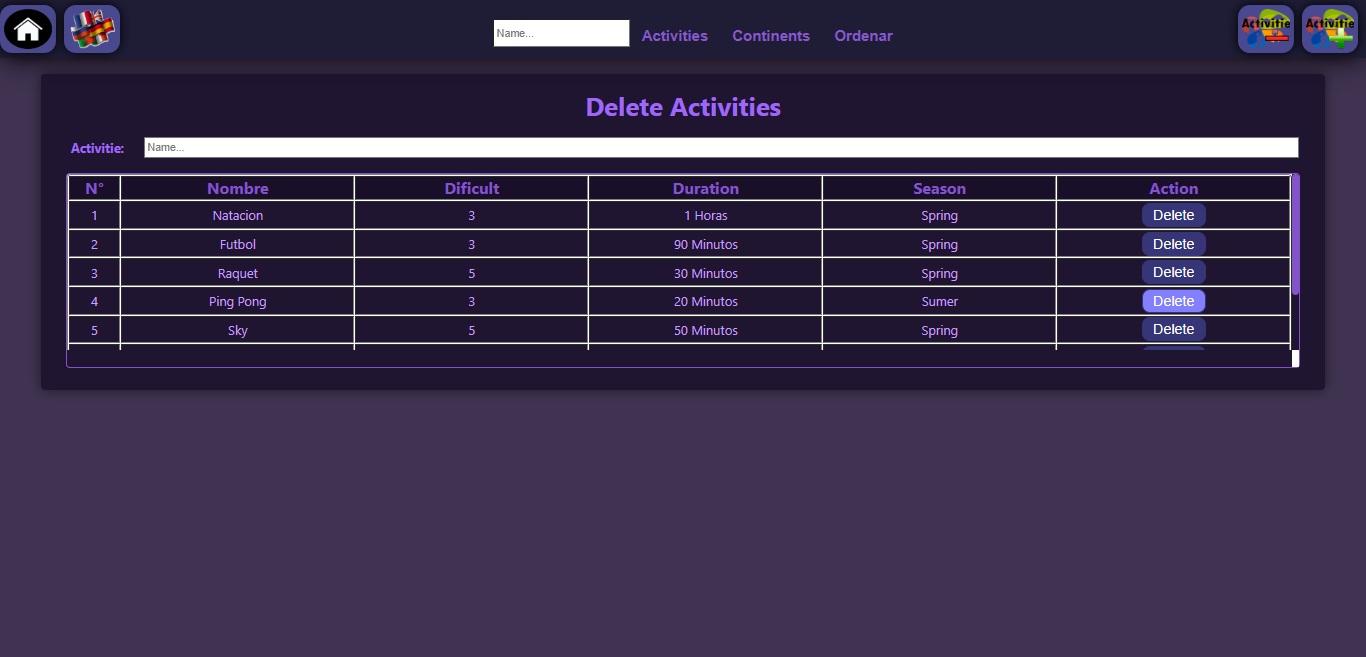 Name... Activities Continents Ordenar Activitie Activitie
Delete Activities
Activitie: Name...
N° Nombre Dificult Duration Season Action
1 Natacion 3 1 Horas Spring Delete
2 Futbol 3 90 Minutos Spring Delete
3 Raquet 5 30 Minutos Spring Delete
4 Ping Pong 3 20 Minutos Sumer Delete
5 Sky 5 50 Minutos Spring Delete